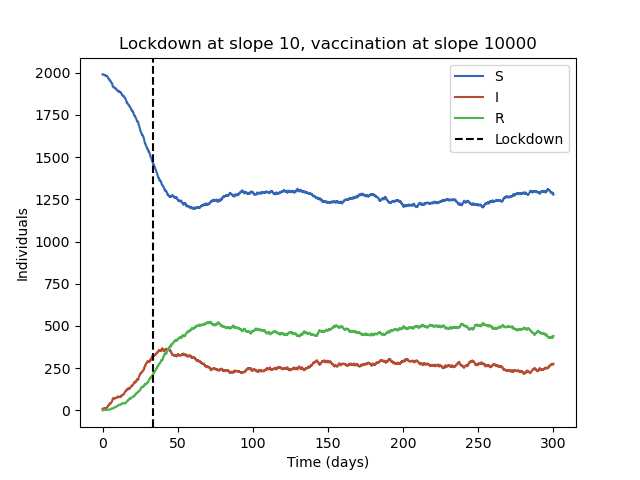 Lockdown at slope 10, vaccination at slope 10000
2000
1750
1500
1250
1000
750
500
250
0
Individuals
S
I
R
Lockdown
0 50 100 150 200 250 300
Time (days)